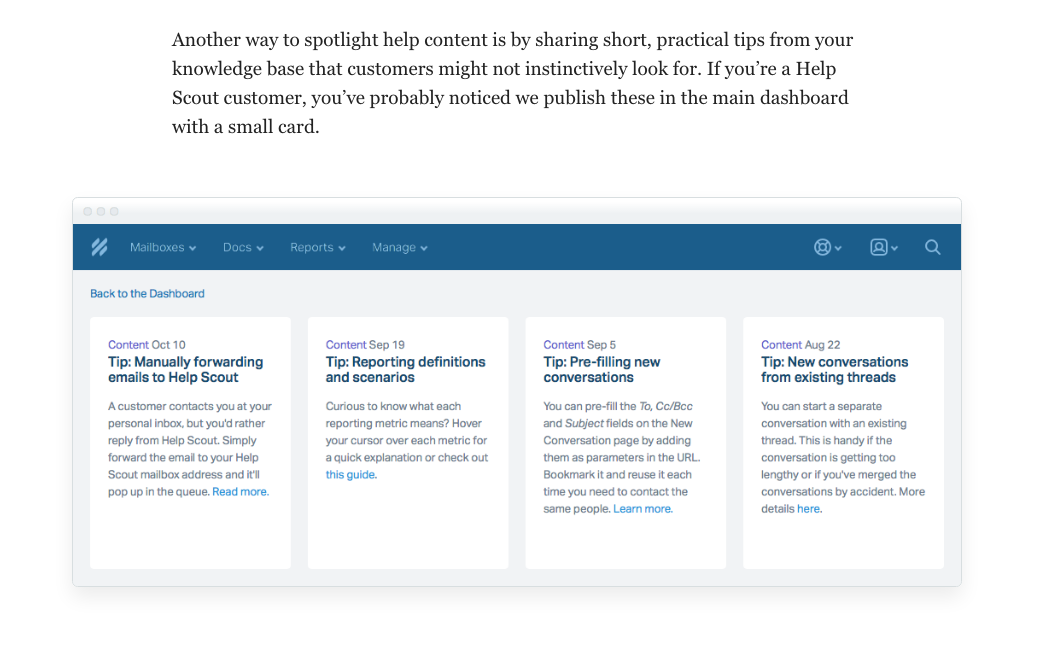 Another way to spotlight help content is by sharing short, practical tips from your
knowledge base that customers might not instinctively look for. If you’re a Help
Scout customer, you’ve probably noticed we publish these in the main dashboard
with a small card.
Mailboxes Docs Reports Manage
Back to the Dashboard
Content Oct 10
Tip: Manually forwarding
emails to Help Scout
A customer contacts you at your
personal inbox, but you'd rather
reply from Help Scout. Simply
forward the email to your Help
Scout mailbox address and it'll
pop up in the queue. Read more.
Content Sep 19
Tip: Reporting definitions
and scenarios
Curious to know what each
reporting metric means? Hover
your cursor over each metric for
a quick explanation or check out
this guide.
Content Sep 5
Tip: Pre-filling new
conversations
You can pre-fill the To, Cc/Bcc
and Subject fields on the New
Conversation page by adding
them as parameters in the URL.
Bookmark it and reuse it each
time you need to contact the
same people. Learn more.
Content Aug 22
Tip: New conversations
from existing threads
You can start a separate
conversation with an existing
thread. This is handy if the
conversation is getting too
lengthy or if you've merged the
conversations by accident. More
details here.